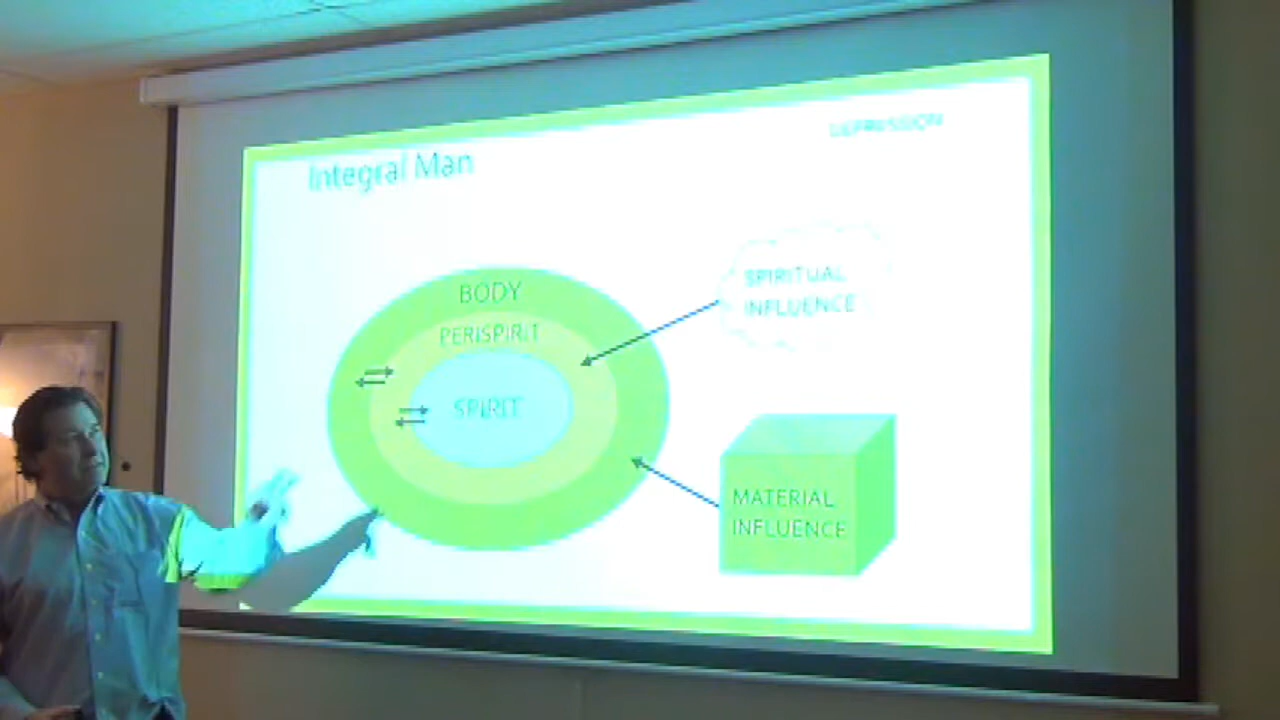 DEPRESSION
Integral Man
BODY
PERISPIRIT
SPIRIT
SPIRITUAL
INFLUENCE
MATERIAL
INFLUENCE